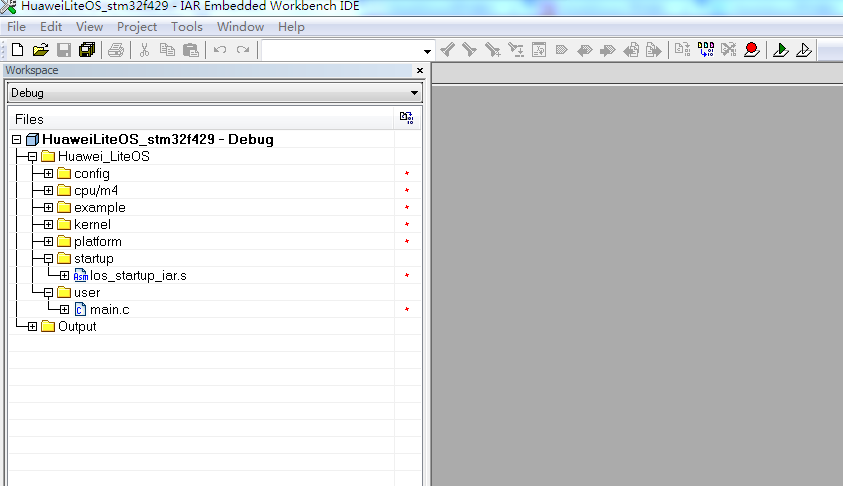 HuaweiLiteOS_stm32f429 - IAR Embedded Workbench IDE
File Edit View Project Tools Window Help
Workspace
Debug
Files
HuaweiLiteOS_stm32f429 - Debug
Huawei_LiteOS
config
cpu/m4
example
kernel
platform
startup
los_startup_iar.s
user
main.c
Output